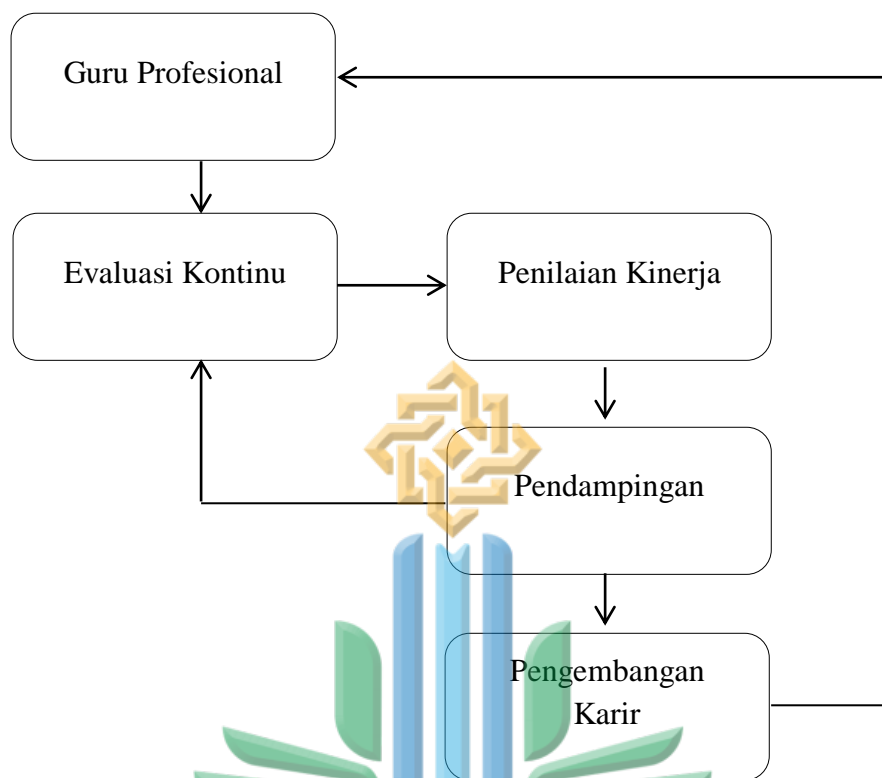 Guru Profesional
Evaluasi Kontinu
Penilaian Kinerja
Pendampingan
Pengembangan
Karir